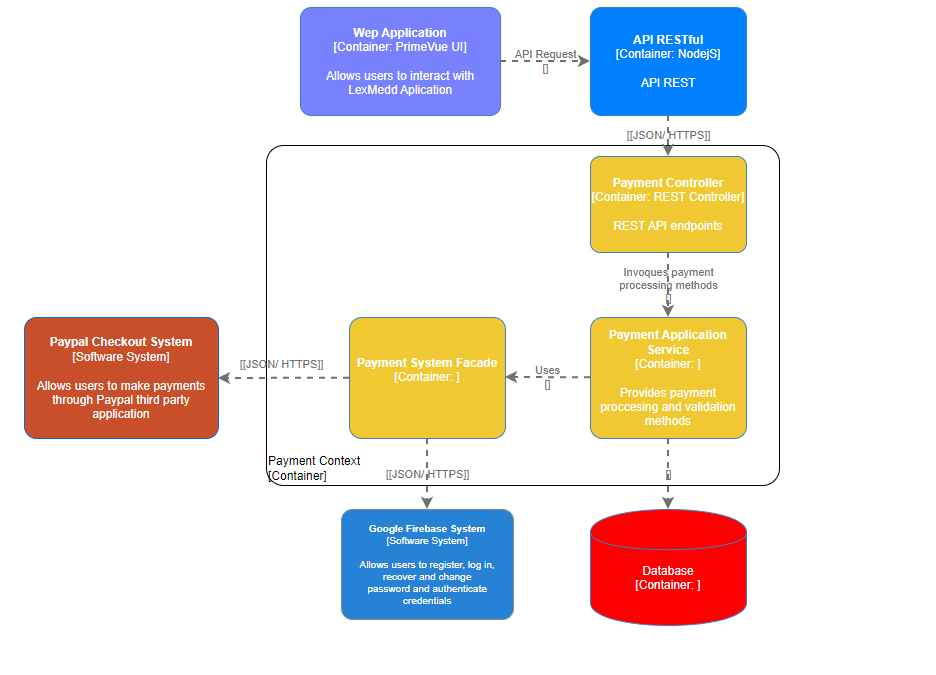 Wep Application
[Container: PrimeVue UI]
Allows users to interact with
LexMedd Aplication
API Request
[]
API RESTful
[Container: NodejS]
API REST
[[JSON/ HTTPS]]
Payment Controller
[Container: REST Controller]
REST API endpoints
Invoques payment
processing methods
[]
Paypal Checkout System
[Software System]
Allows users to make payments
through Paypal third party
application
[[JSON/ HTTPS]]
Payment System Facade
[Container: ]
Uses
[]
Payment Application
Service
[Container: ]
Provides payment
proccesing and validation
methods
Payment Context
[Container]
[[JSON/ HTTPS]]
[]
Google Firebase System
[Software System]
Allows users to register, log in,
recover and change
password and authenticate
credentials
Database
[Container: ]